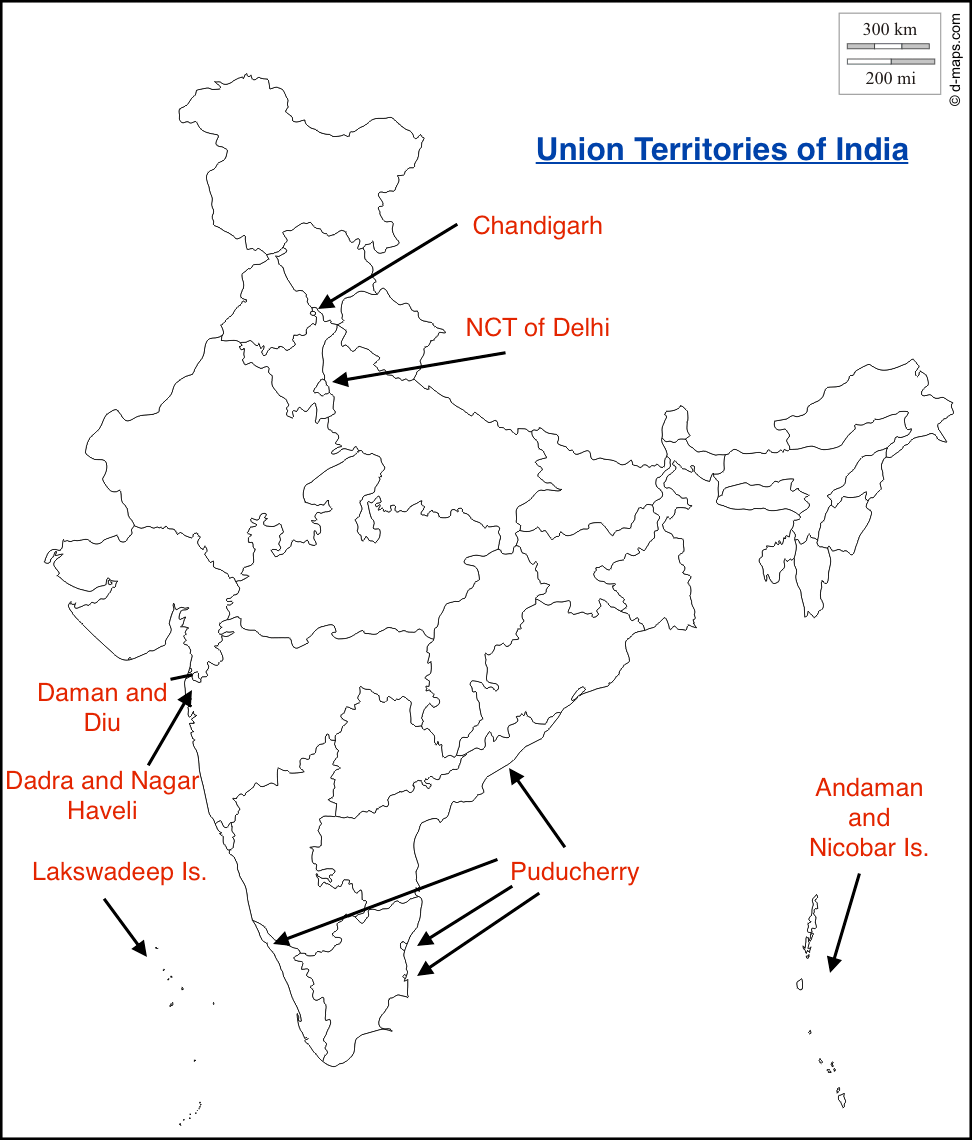 300 km
200 mi
© d-maps.com
Union Territories of India
Chandigarh
NCT of Delhi
Daman and
Diu
Dadra and Nagar
Haveli
Lakswadeep Is.
Puducherry
Andaman
and
Nicobar Is.